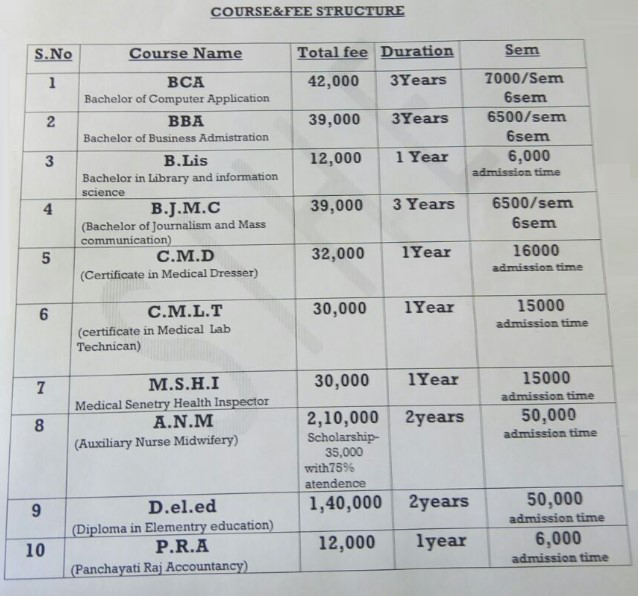 COURSE&FEE STRUCTURE
S.No Course Name Total fee Duration Sem
1 BCA 42,000 3Years 7000/Sem
Bachelor of Computer Application 6sem
2 BBA 39,000 3Years 6500/sem
Bachelor of Business Admistration 6sem
3 B.Lis 12,000 1 Year 6,000
Bachelor in Library and information admission time
science
4 B.J.M.C 39,000 3 Years 6500/sem
(Bachelor of Journalism and Mass 6sem
communication)
5 C.M.D 32,000 1Year 16000
(Certificate in Medical Dresser) admission time
6 C.M.L.T 30,000 1Year 15000
(certificate in Medical Lab admission time
Technican)
7 M.S.H.I 30,000 1Year 15000
Medical Senetry Health Inspector admission time
8 A.N.M 2,10,000 2years 50,000
(Auxiliary Nurse Midwifery) Scholarship- admission time
35,000
with75%
atendence
9 D.el.ed 1,40,000 2years 50,000
(Diploma in Elementry education) admission time
10 P.R.A 12,000 1year 6,000
(Panchayati Raj Accountancy) admission time